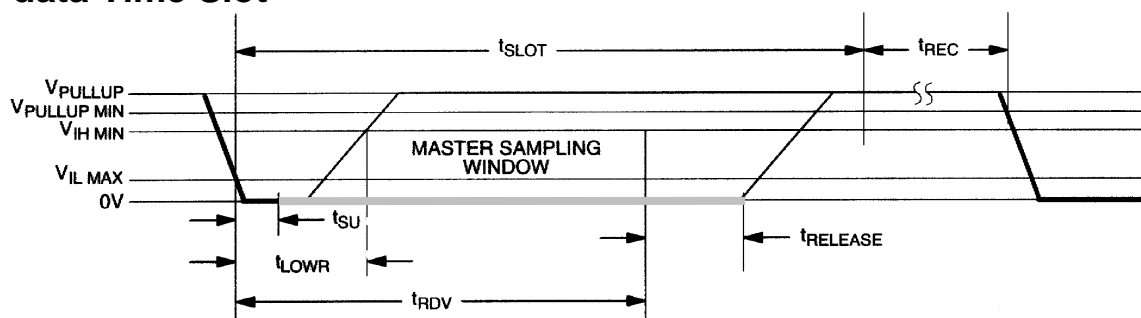 data Time Slot
tSLOT
tREC
VPULLUP
VPULLUP MIN
VIH MIN
MASTER SAMPLING
WINDOW
VIL MAX
0V
tSU
tRELEASE
tLOWR
tRDV